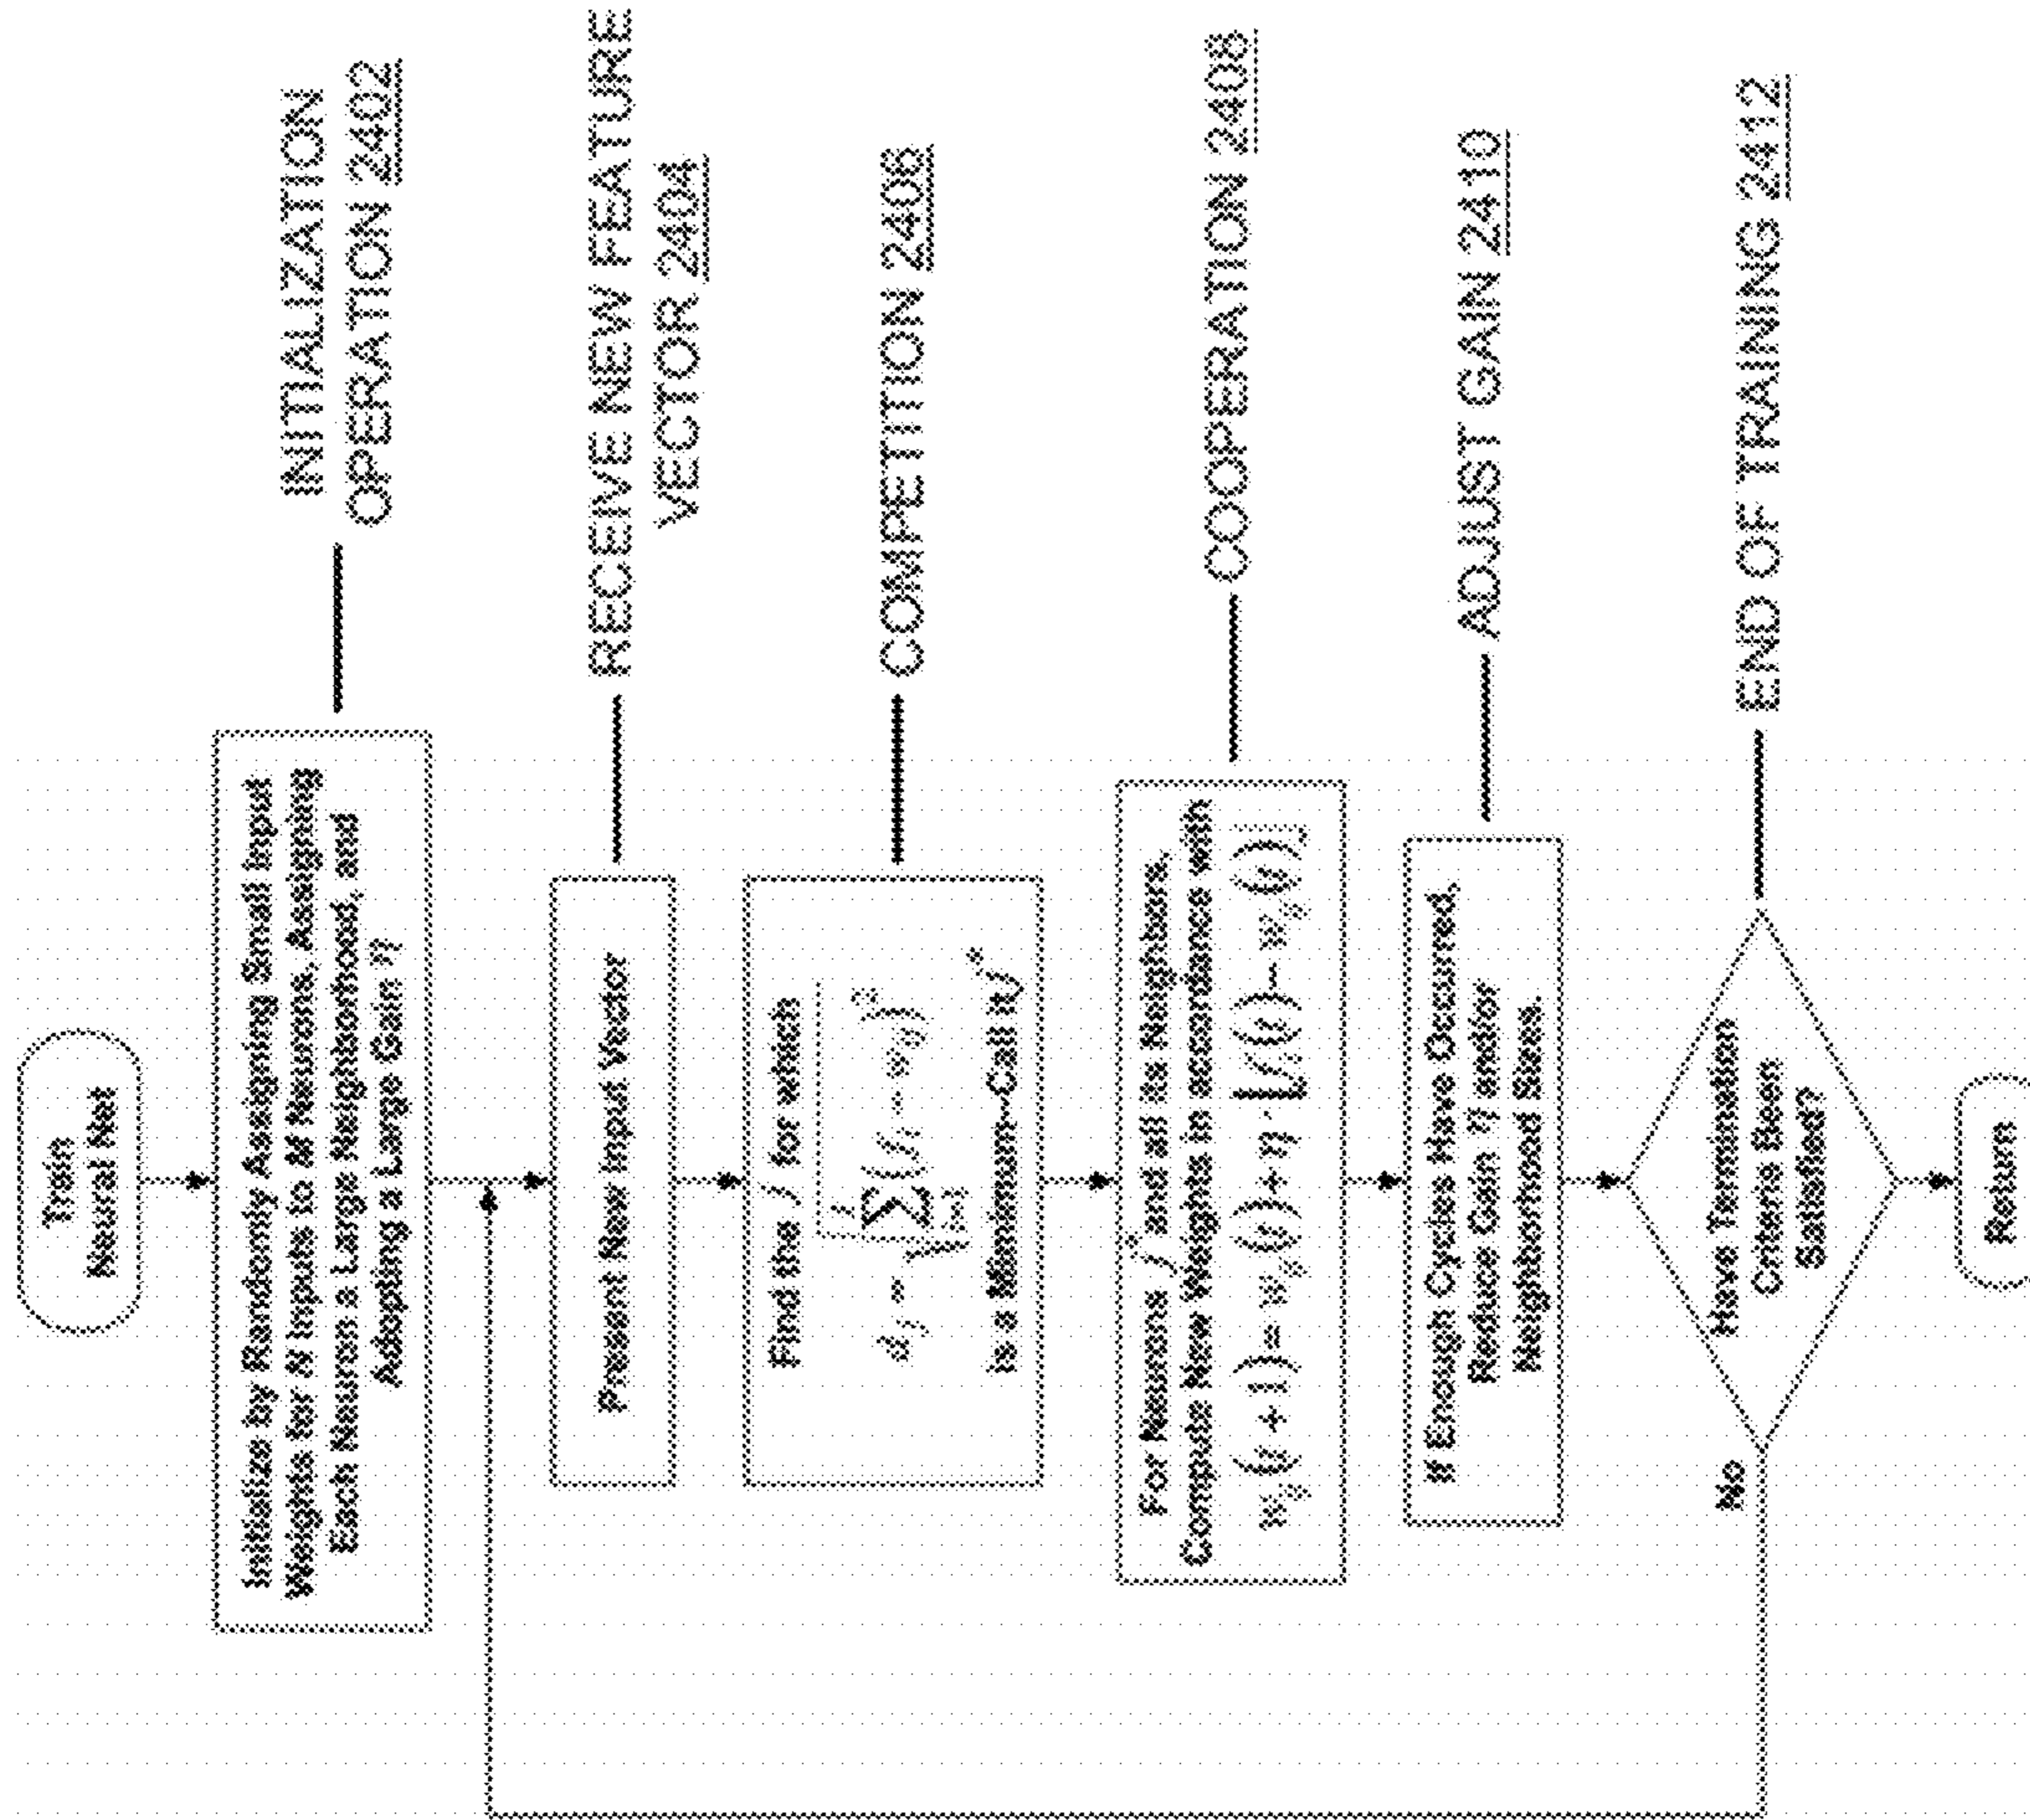 Train
Neural Net
Initialize by Randomly Assigning Small Input
Weights for N Inputs to M Neurons, Assigning
Each Neuron a Large Neighborhood, and
Adopting a Large Gain η
INITIALIZATION
OPERATION 2402
Present New Input Vector
RECEIVE NEW FEATURE
VECTOR 2404
Find the j for which
is a Minimum-Call it j*
COMPETITION 2406
For Neurons j* and all its Neighbors,
Compute New Weights in accordance with
COOPERATION 2408
If Enough Cycles Have Occurred,
Reduce Gain η and/or
Neighborhood Sizes.
ADJUST GAIN 2410
Have Termination
Criteria Been
Satisfied?
END OF TRAINING 2412
No
Return